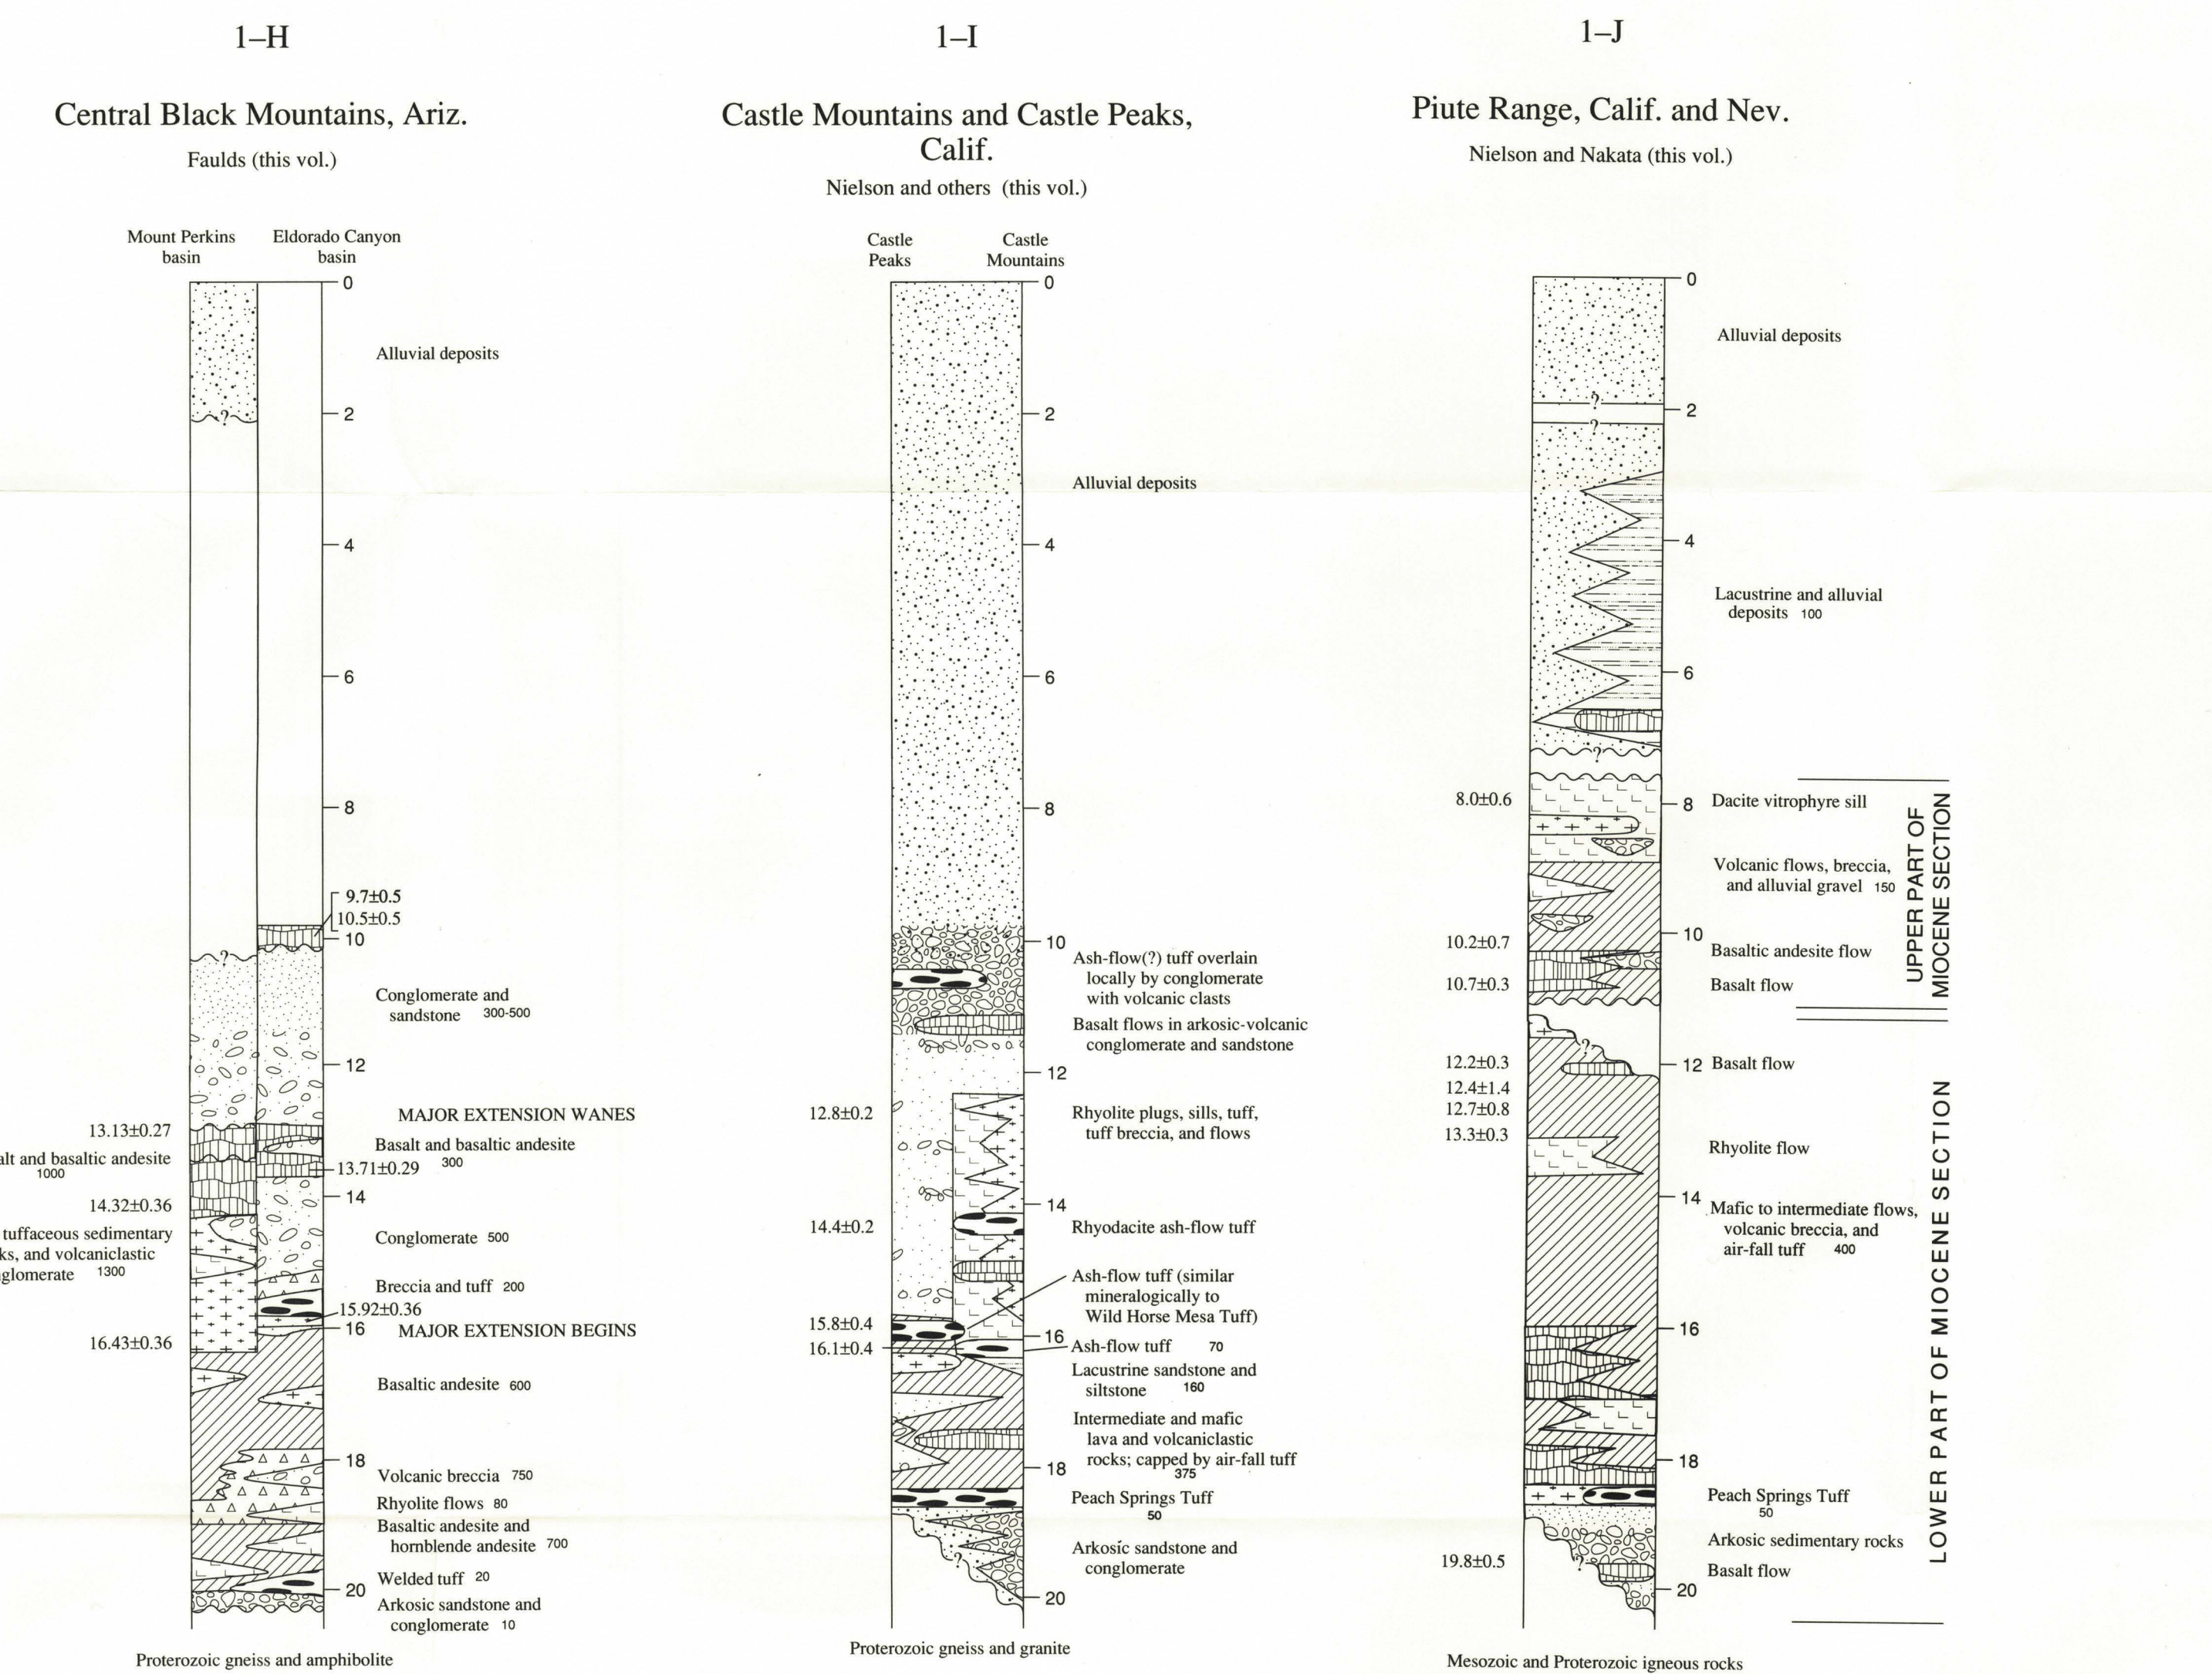 1–H
Central Black Mountains, Ariz.
Faulds (this vol.)
Mount Perkins
basin
Eldorado Canyon
basin
0
Alluvial deposits
2
?
4
6
8
9.7±0.5
10.5±0.5
10
?
Conglomerate and
sandstone 300-500
12
MAJOR EXTENSION WANES
13.13±0.27
Basalt and basaltic andesite
300
alt and basaltic andesite
1000
13.71±0.29
14
14.32±0.36
tuffaceous sedimentary
ks, and volcaniclastic
glomerate 1300
Conglomerate 500
Breccia and tuff 200
15.92±0.36
16
MAJOR EXTENSION BEGINS
16.43±0.36
Basaltic andesite 600
18
Volcanic breccia 750
Rhyolite flows 80
Basaltic andesite and
hornblende andesite 700
Welded tuff 20
20
Arkosic sandstone and
conglomerate 10
Proterozoic gneiss and amphibolite
1–I
Castle Mountains and Castle Peaks,
Calif.
Nielson and others (this vol.)
Castle
Peaks
Castle
Mountains
0
2
Alluvial deposits
4
6
8
10
Ash-flow(?) tuff overlain
locally by conglomerate
with volcanic clasts
Basalt flows in arkosic-volcanic
conglomerate and sandstone
12
12.8±0.2
Rhyolite plugs, sills, tuff,
tuff breccia, and flows
14
14.4±0.2
Rhyodacite ash-flow tuff
Ash-flow tuff (similar
mineralogically to
Wild Horse Mesa Tuff)
15.8±0.4
16
16.1±0.4
Ash-flow tuff 70
Lacustrine sandstone and
siltstone 160
Intermediate and mafic
lava and volcaniclastic
rocks; capped by air-fall tuff
375
18
Peach Springs Tuff
50
Arkosic sandstone and
conglomerate
?
20
Proterozoic gneiss and granite
1–J
Piute Range, Calif. and Nev.
Nielson and Nakata (this vol.)
0
Alluvial deposits
?
2
?
4
Lacustrine and alluvial
deposits 100
6
?
8.0±0.6
8
Dacite vitrophyre sill
Volcanic flows, breccia,
and alluvial gravel 150
10
10.2±0.7
Basaltic andesite flow
10.7±0.3
Basalt flow
UPPER PART OF
MIOCENE SECTION
?
12.2±0.3
12
Basalt flow
12.4±1.4
12.7±0.8
13.3±0.3
Rhyolite flow
14
Mafic to intermediate flows,
volcanic breccia, and
air-fall tuff 400
16
18
Peach Springs Tuff
50
Arkosic sedimentary rocks
19.8±0.5
?
Basalt flow
20
LOWER PART OF MIOCENE SECTION
Mesozoic and Proterozoic igneous rocks